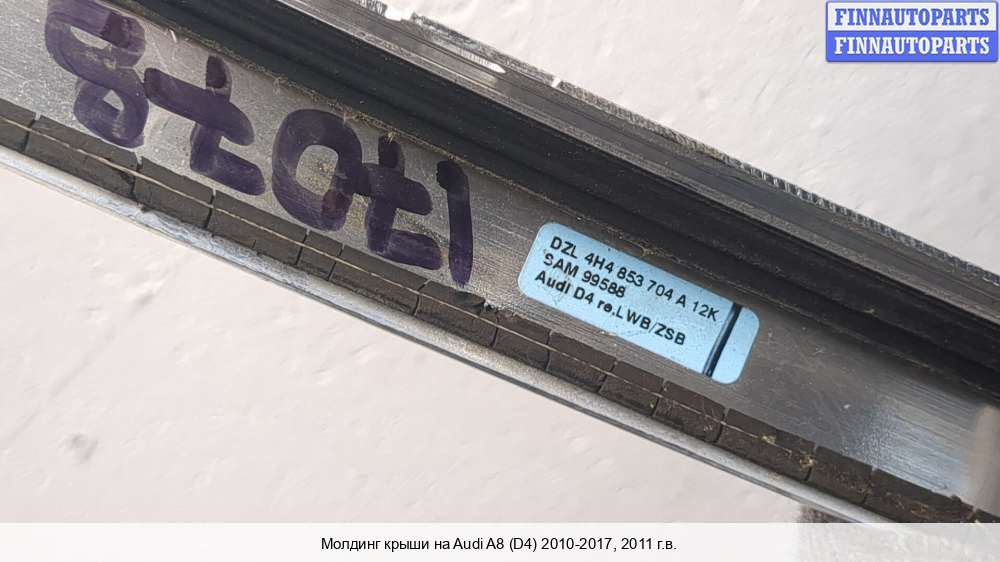 FINNAUTOPARTS
FINNAUTOPARTS
DZL 4H4 853 704 A 12K
SAM 99588
Audi D4 re.LWB/ZSB
Молдинг крыши на Audi A8 (D4) 2010-2017, 2011 г.в.